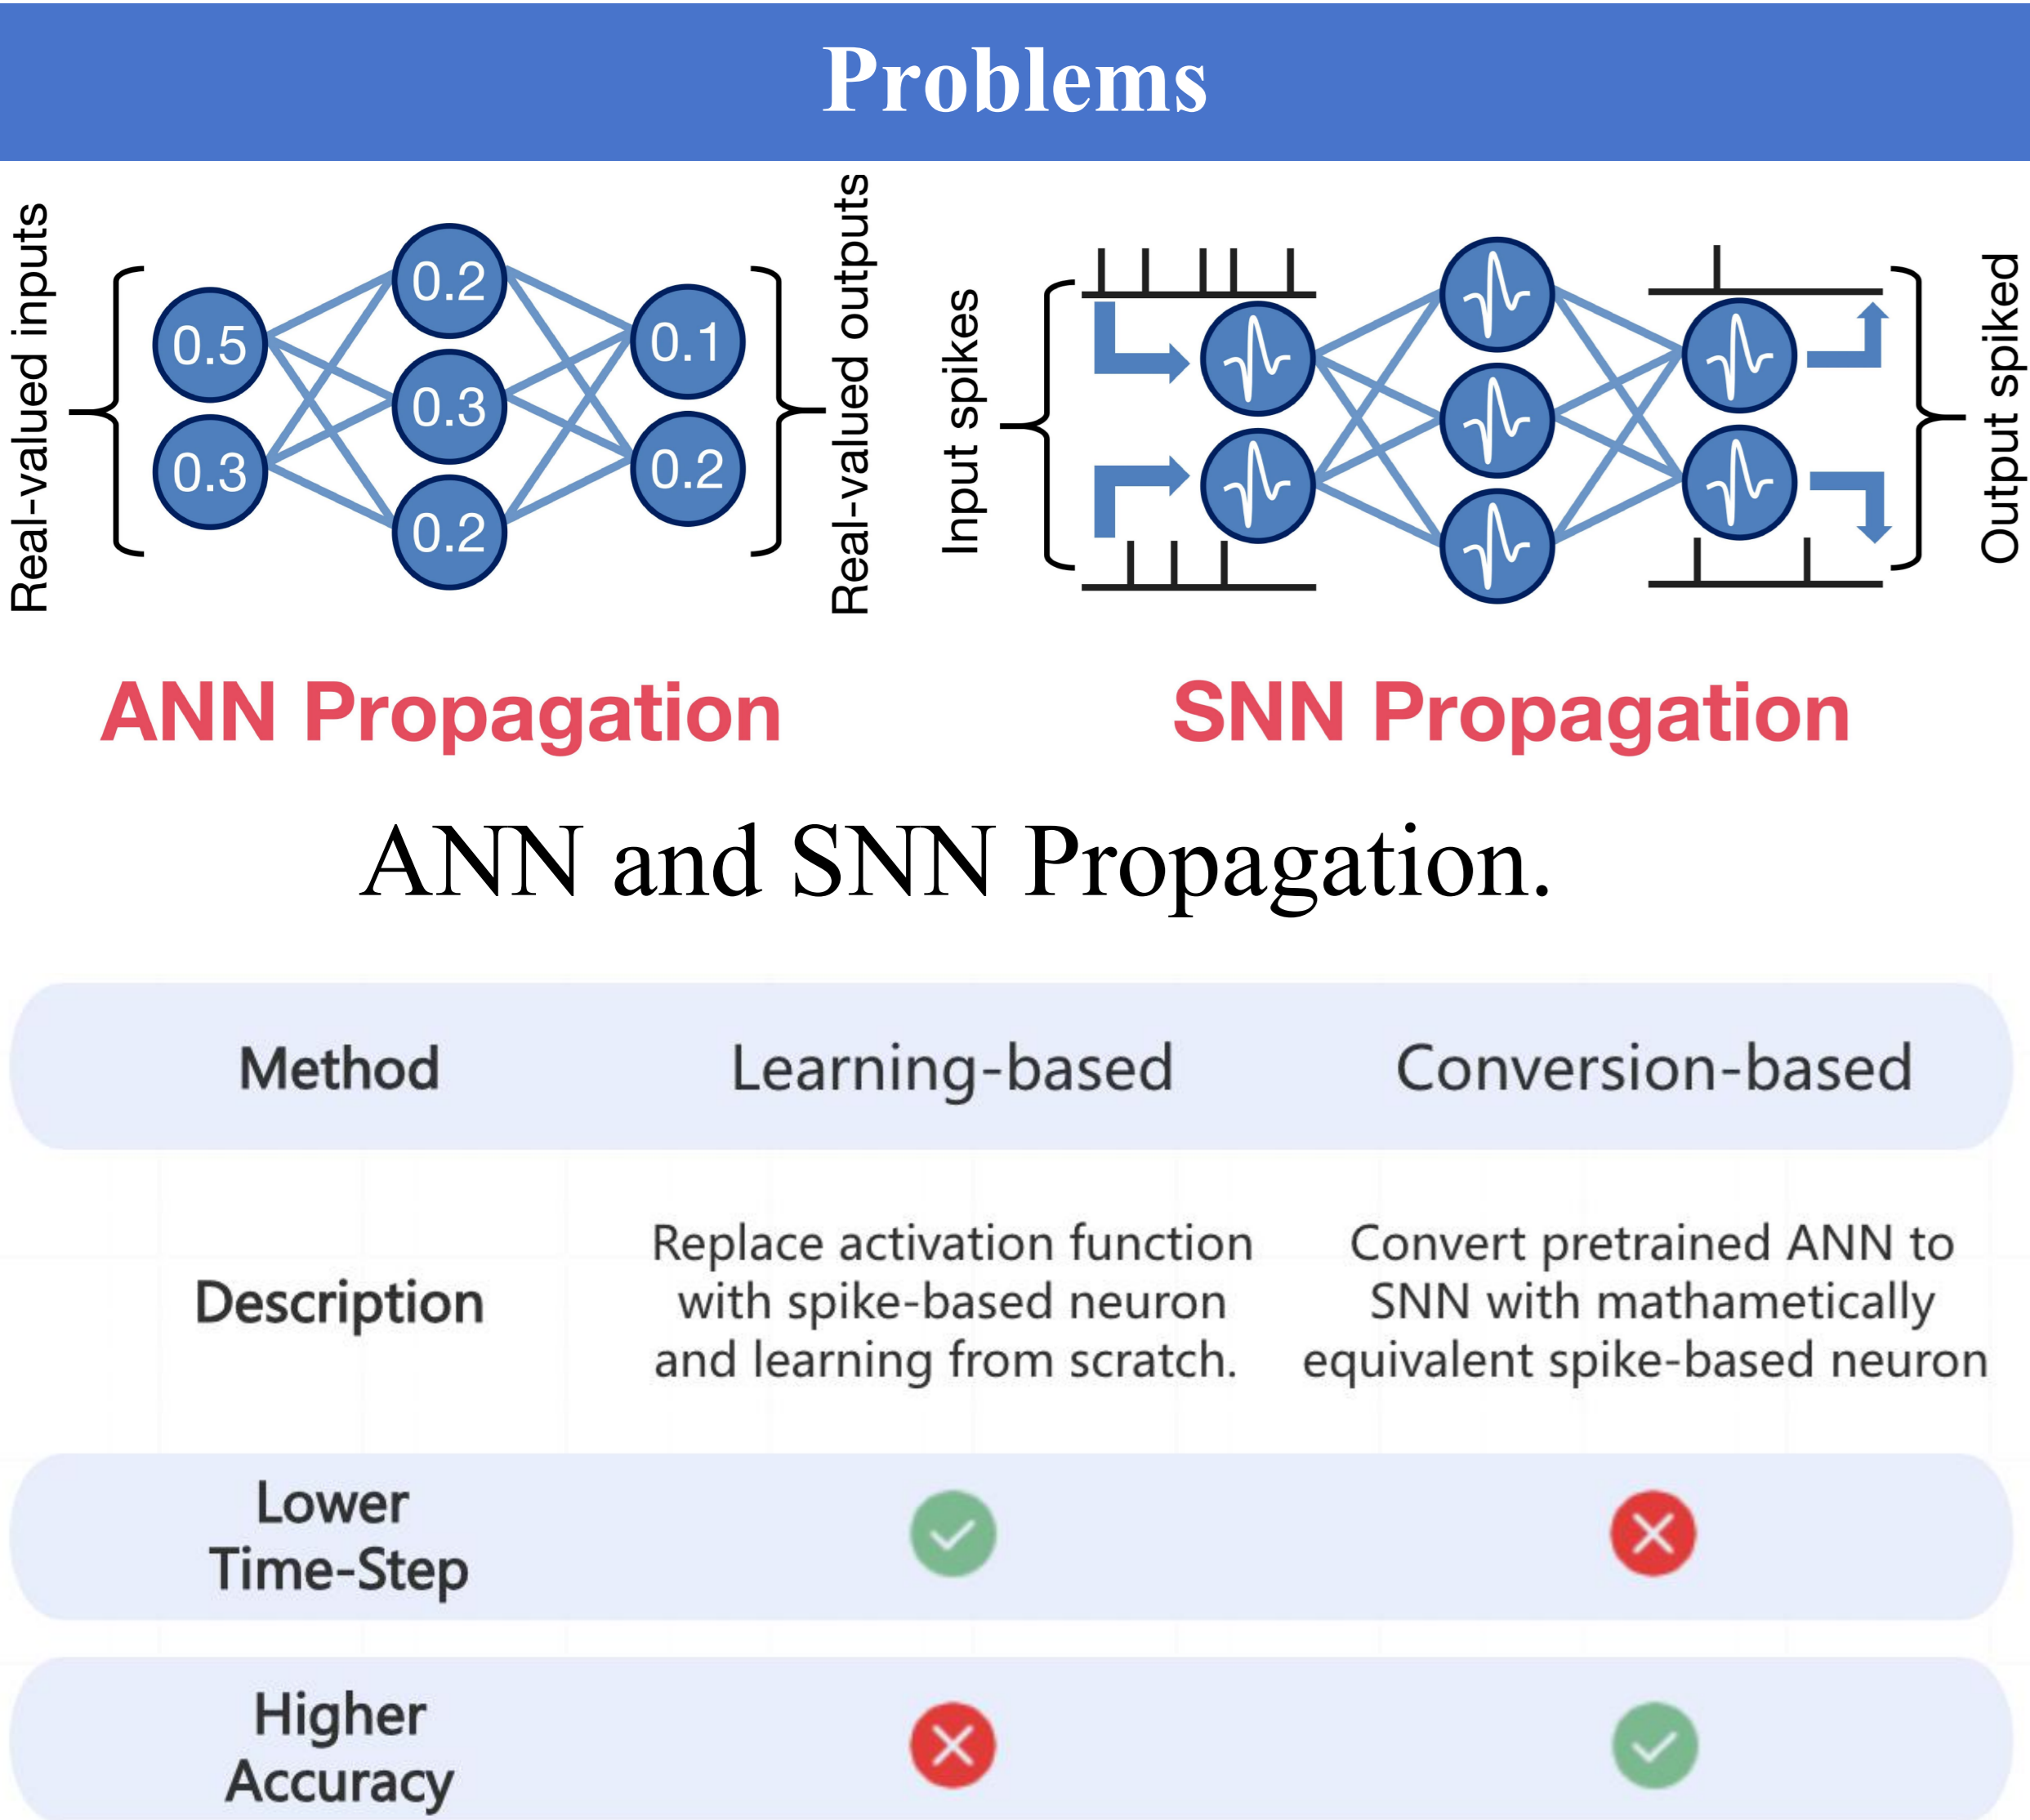 Problems
Real-valued inputs
0.5
0.3
0.2
0.3
0.2
0.1
0.2
Real-valued outputs
Input spikes
Output spiked
ANN Propagation
SNN Propagation
ANN and SNN Propagation.
Method
Learning-based
Conversion-based
Description
Replace activation function
with spike-based neuron
and learning from scratch.
Convert pretrained ANN to
SNN with mathametically
equivalent spike-based neuron
Lower
Time-Step
Higher
Accuracy